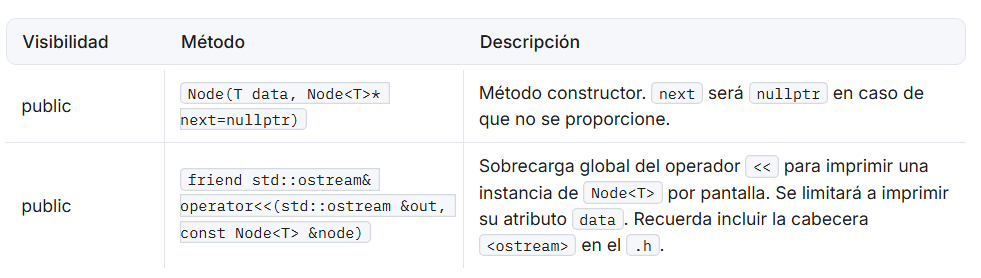 Visibilidad Método Descripción
public
Node(T data, Node<T>*
next=nullptr)
Método constructor. next será nullptr en caso de
que no se proporcione.
public
friend std::ostream&
operator<<(std::ostream &out,
const Node<T> &node)
Sobrecarga global del operador << para imprimir una
instancia de Node<T> por pantalla. Se limitará a imprimir
su atributo data. Recuerda incluir la cabecera
<ostream> en el .h.